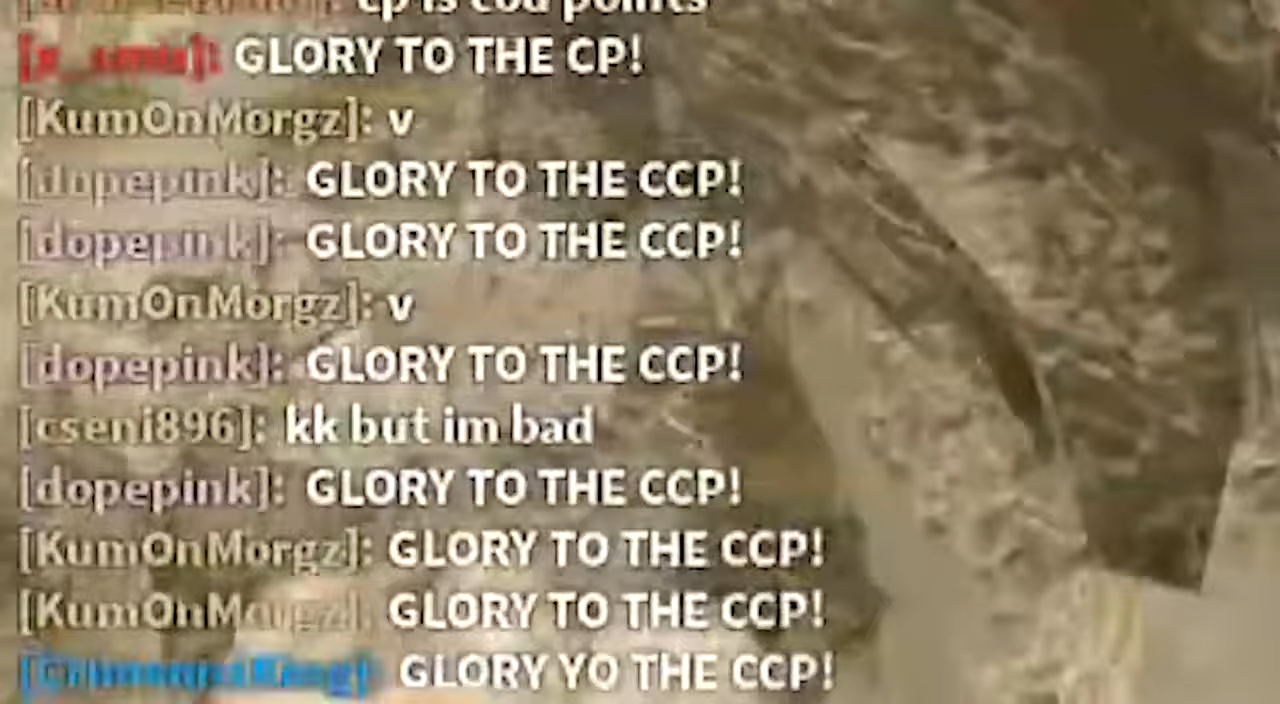 cp is cod points
GLORY TO THE CP!
[KumOnMorgz]: v
[dopepink]: GLORY TO THE CCP!
[dopepink]: GLORY TO THE CCP!
[KumOnMorgz]: v
[dopepink]: GLORY TO THE CCP!
[cseni896]: kk but im bad
[dopepink]: GLORY TO THE CCP!
[KumOnMorgz]: GLORY TO THE CCP!
[KumOnMorgz]: GLORY TO THE CCP!
GLORY YO THE CCP!